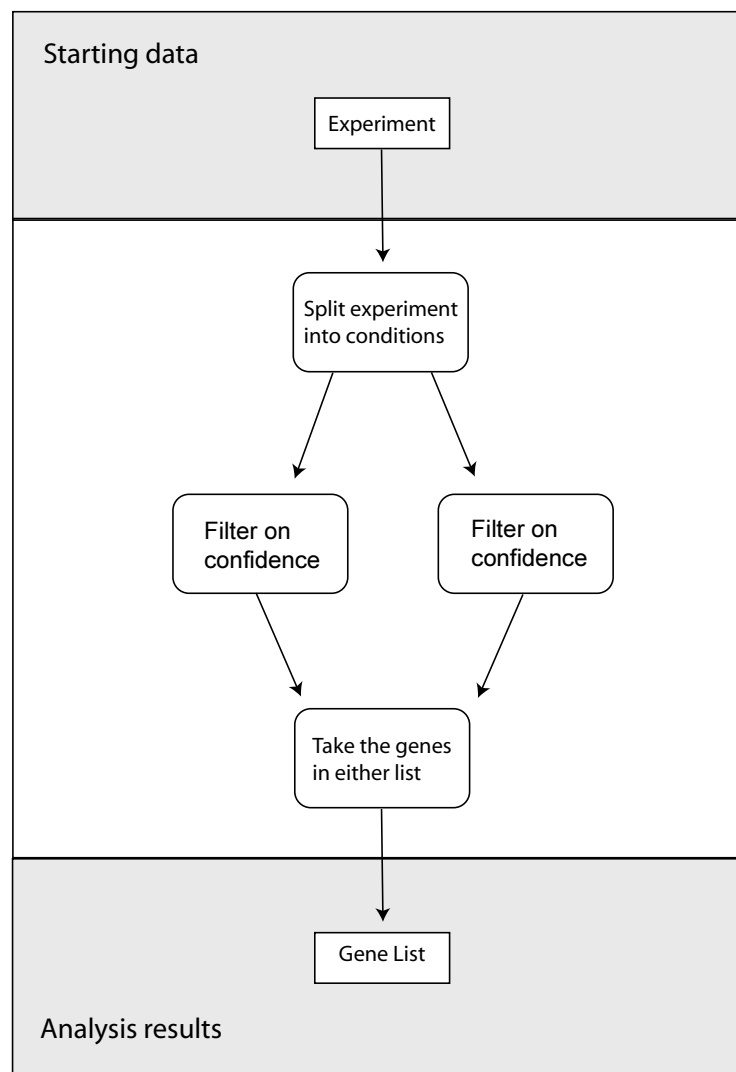 Starting data
Experiment
Split experiment
into conditions
Filter on
confidence
Filter on
confidence
Take the genes
in either list
Gene List
Analysis results